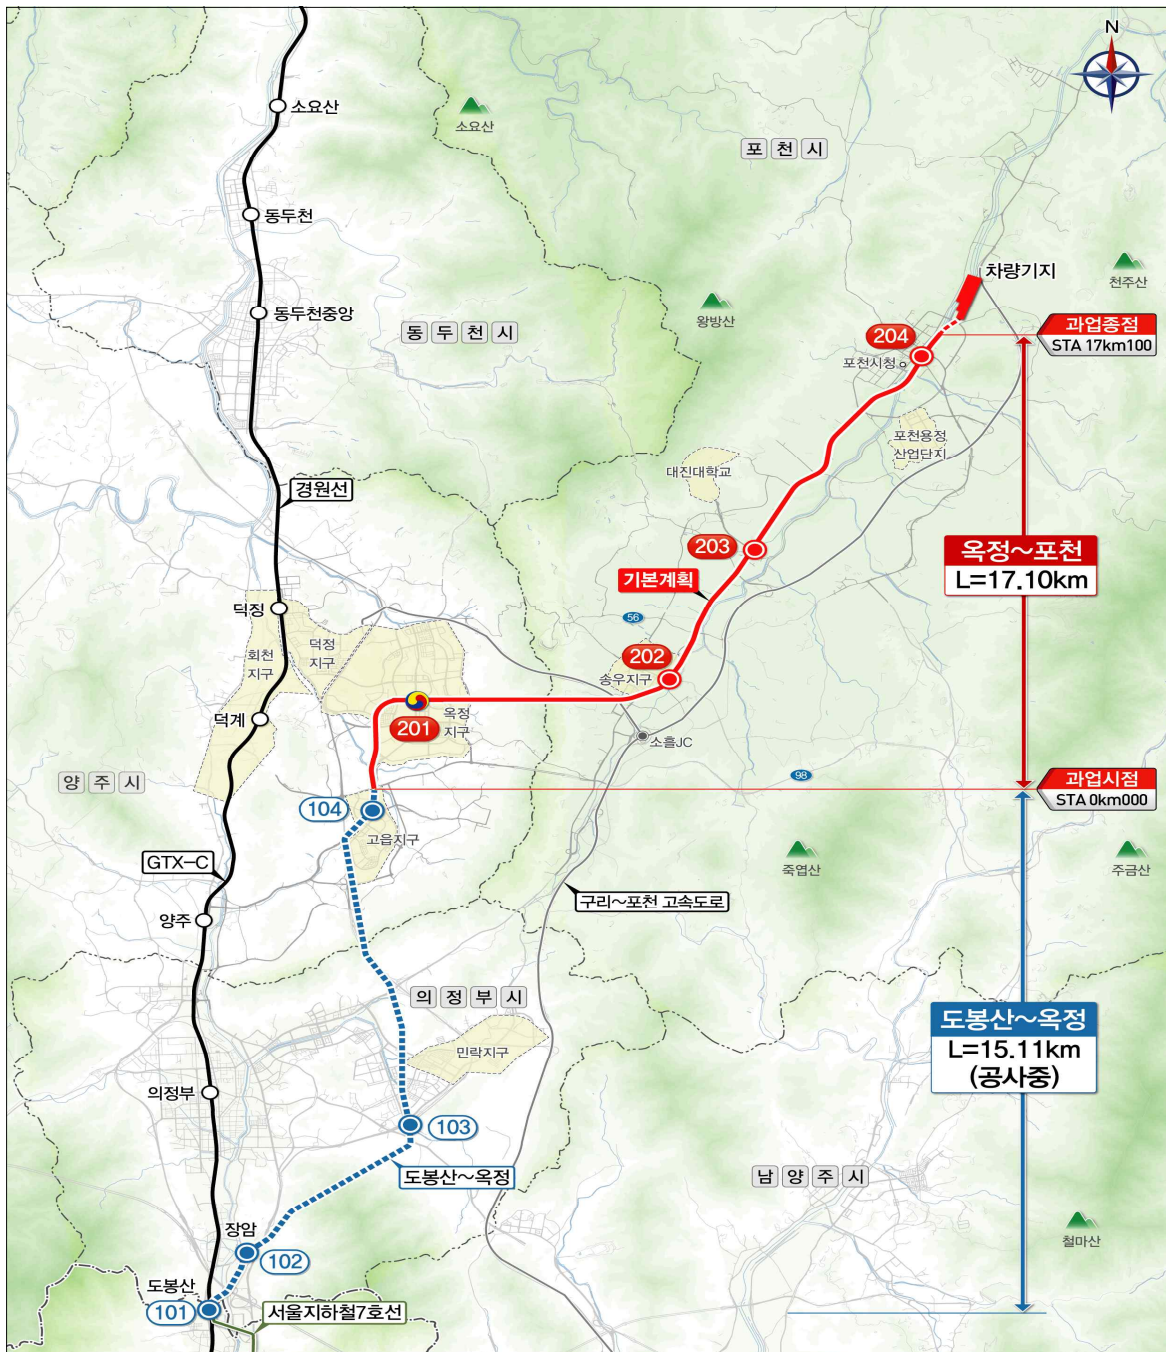 N
소요산
소요산
포천시
동두천
차량기지
천주산
동두천중앙
동두천시
왕방산
과업종점
STA 17km100
204
포천시청
포천용정
산업단지
대진대학교
경원선
203
옥정~포천
L=17.10km
기본계획
56
덕정
덕정
지구
회천
지구
202
송우지구
덕계
201
옥정
지구
소흘JC
양주시
98
과업시점
STA 0km000
104
고읍지구
GTX-C
죽엽산
주금산
구리~포천 고속도로
양주
의정부시
도봉산~옥정
L=15.11km
(공사중)
민락지구
의정부
103
도봉산~옥정
남양주시
장암
102
철마산
도봉산
101
서울지하철7호선